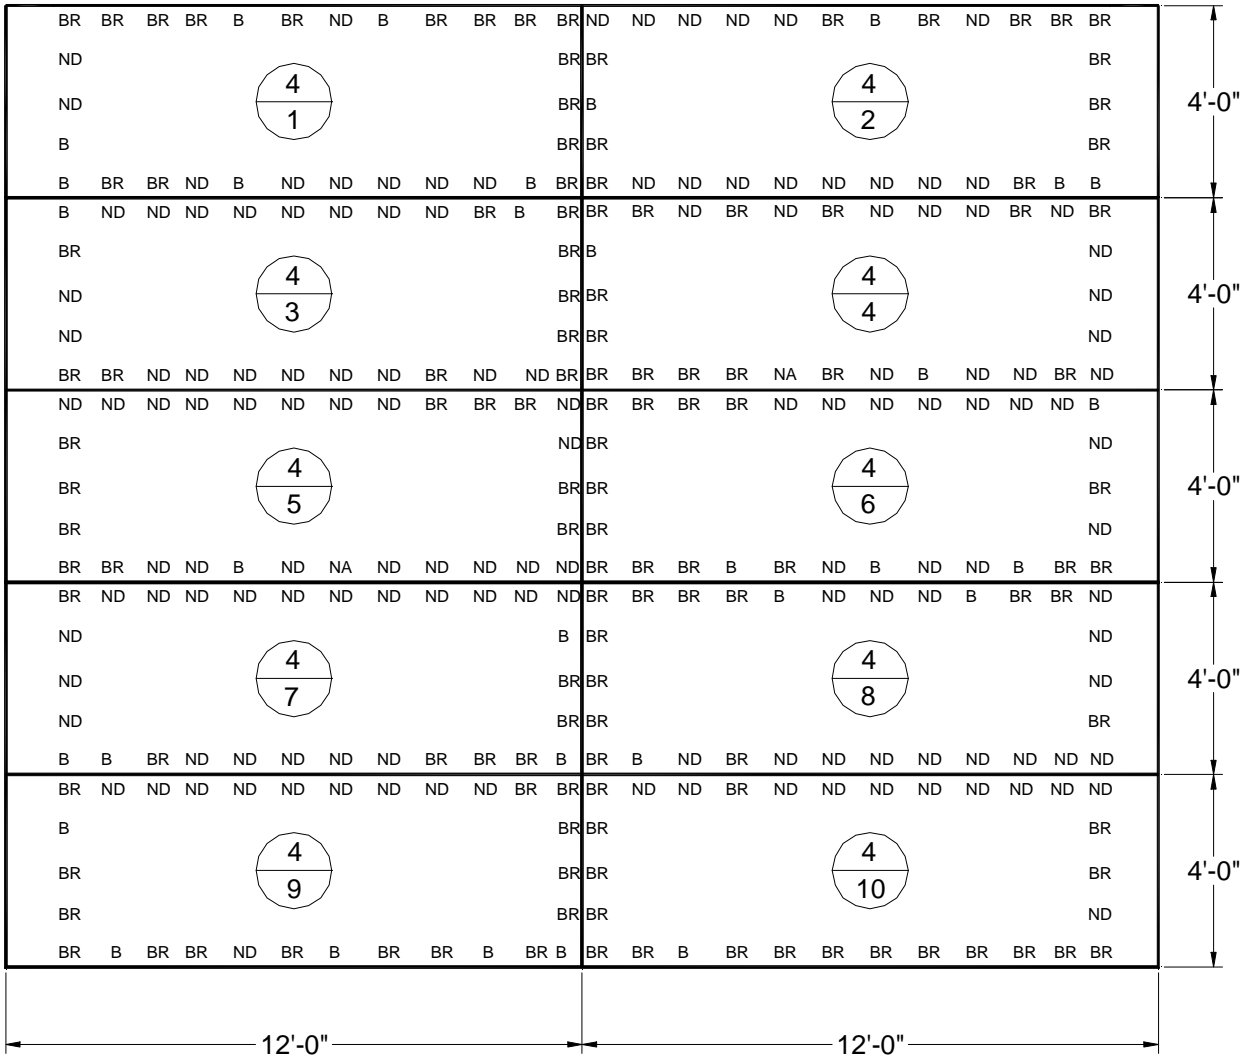 BR BR BR BR B BR ND B BR BR BR BR ND ND ND ND ND BR B BR ND BR BR BR
ND BR BR BR
4 4
ND BR B BR 4'-0"
1 2
B BR BR BR
B BR BR ND B ND ND ND ND ND B BR BR ND ND ND ND ND ND ND ND BR B B
B ND ND ND ND ND ND ND ND BR B BR BR BR ND BR ND BR ND ND ND BR ND BR
BR BR B ND
4 4
ND BR BR ND 4'-0"
3 4
ND BR BR ND
BR BR ND ND ND ND ND ND BR ND ND BR BR BR BR BR NA BR ND B ND ND BR ND
ND ND ND ND ND ND ND ND BR BR BR ND BR BR BR BR ND ND ND ND ND ND ND B
BR ND BR ND
4 4
BR BR BR BR 4'-0"
5 6
BR BR BR ND
BR BR ND ND B ND NA ND ND ND ND ND BR BR BR B BR ND B ND ND B BR BR
BR ND ND ND ND ND ND ND ND ND ND ND BR BR BR BR B ND ND ND B BR BR ND
ND B BR ND
4 4
ND BR BR ND 4'-0"
7 8
ND BR BR BR
B B BR ND ND ND ND ND BR BR BR B BR B ND BR ND ND ND ND ND ND ND ND
BR ND ND ND ND ND ND ND ND ND BR BR BR ND ND BR ND ND ND ND ND ND ND ND
B BR BR BR
4 4
BR BR BR BR 4'-0"
9 10
BR BR BR ND
BR B BR BR ND BR B BR BR B BR B BR BR B BR BR BR BR BR BR BR BR BR
12'-0" 12'-0"